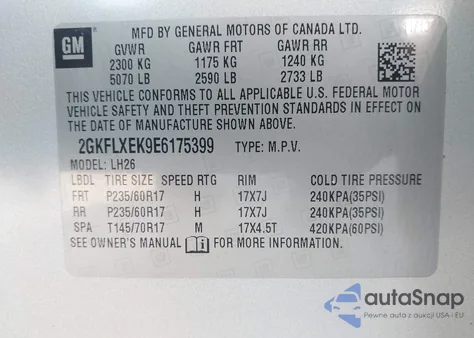 GM
MFD BY GENERAL MOTORS OF CANADA LTD.
GVWR GAWR FRT GAWR RR
2300 KG 1175 KG 1240 KG
5070 LB 2590 LB 2733 LB
THIS VEHICLE CONFORMS TO ALL APPLICABLE U.S. FEDERAL MOTOR
VEHICLE SAFETY AND THEFT PREVENTION STANDARDS IN EFFECT ON
THE DATE OF MANUFACTURE SHOWN ABOVE.
2GKFLXEK9E6175399 TYPE: M.P.V.
MODEL: LH26
LBDL TIRE SIZE SPEED RTG RIM COLD TIRE PRESSURE
FRT P235/60R17 H 17X7J 240KPA(35PSI)
RR P235/60R17 H 17X7J 240KPA(35PSI)
SPA T145/70R17 M 17X4.5T 420KPA(60PSI)
SEE OWNER'S MANUAL i FOR MORE INFORMATION.
autoSnap
Pewne auto z USA i EU